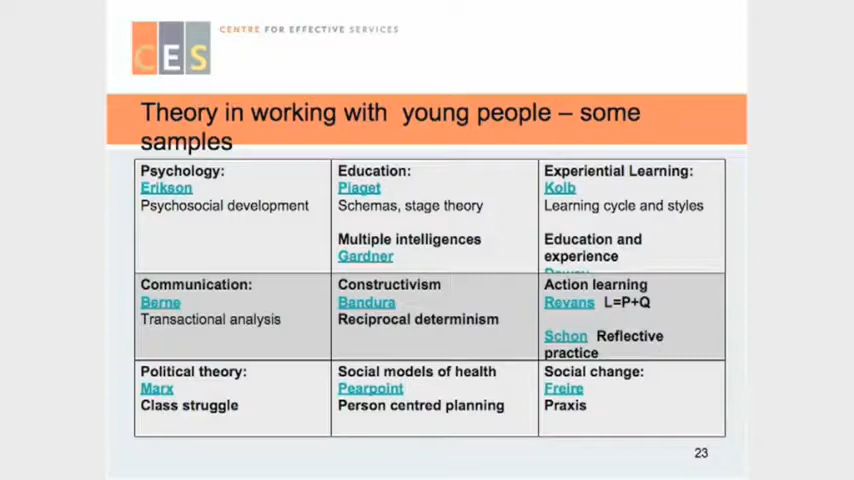 CES
CENTRE FOR EFFECTIVE SERVICES
Theory in working with young people – some
samples
Psychology:
Erikson
Psychosocial development
Education:
Piaget
Schemas, stage theory
Multiple intelligences
Gardner
Experiential Learning:
Kolb
Learning cycle and styles
Education and
experience
Communication:
Berne
Transactional analysis
Constructivism
Bandura
Reciprocal determinism
Action learning
Revans L=P+Q
Schon Reflective
practice
Political theory:
Marx
Class struggle
Social models of health
Pearpoint
Person centred planning
Social change:
Freire
Praxis
23